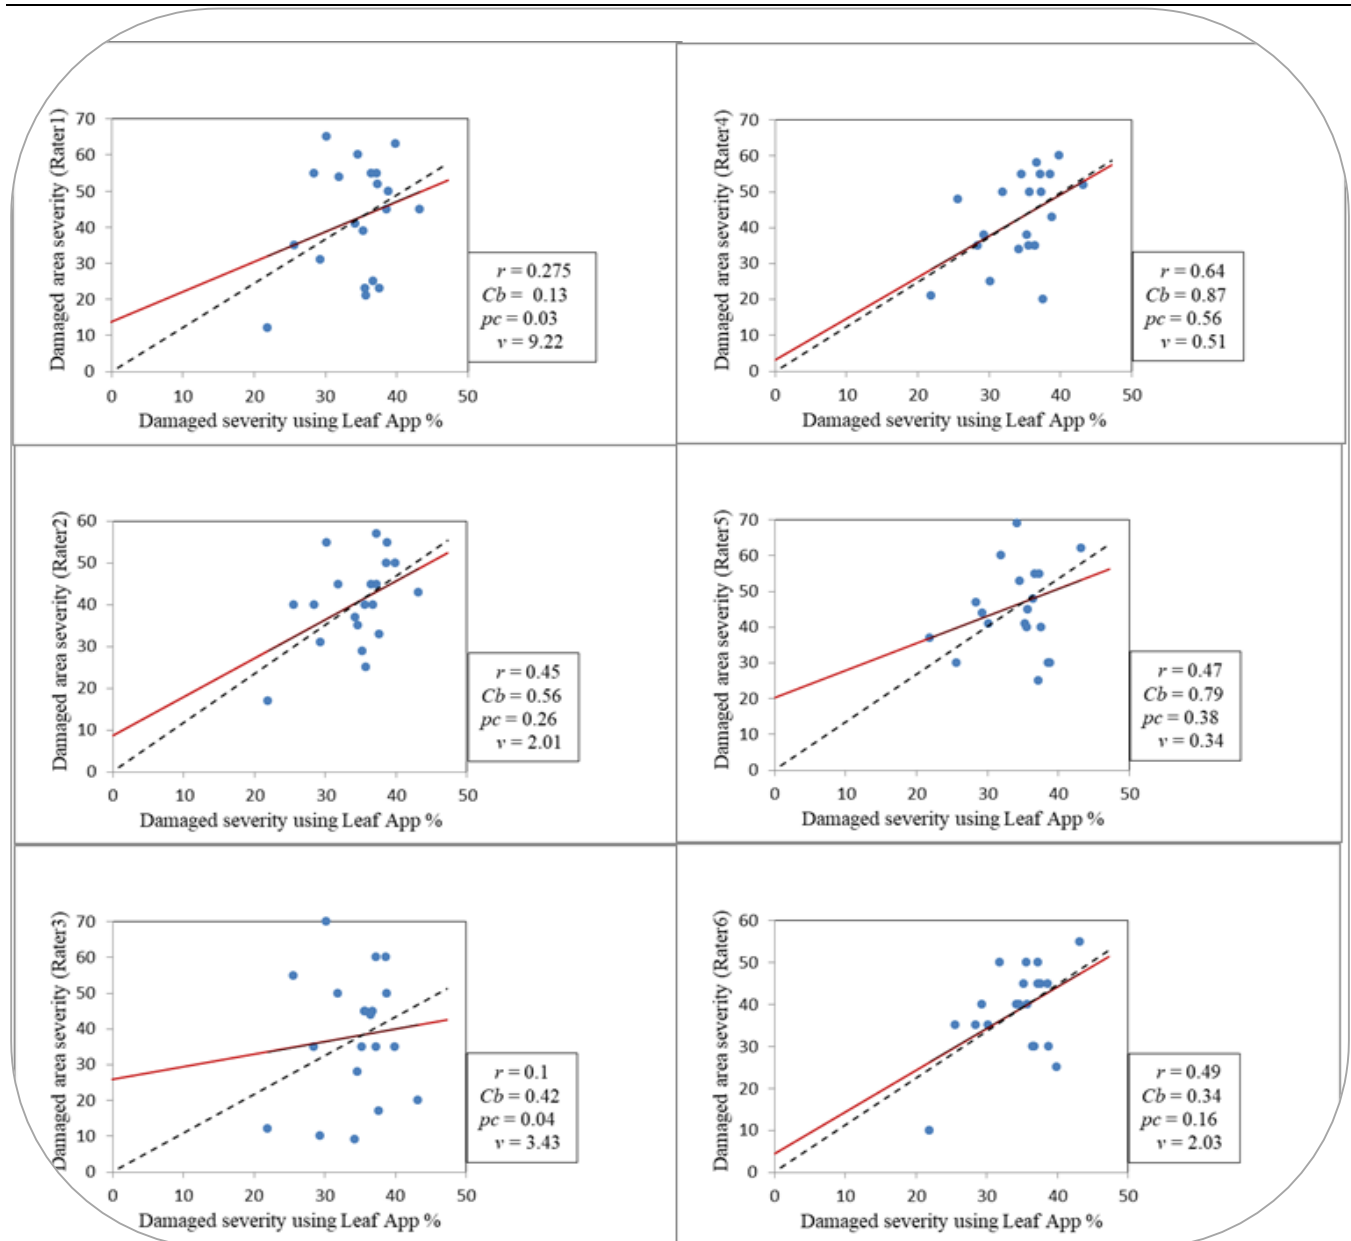 Damaged area severity (Rater1)
70
60
50
40
30
20
10
0
0 10 20 30 40 50
Damaged severity using Leaf App %
r = 0.275
Cb = 0.13
pc = 0.03
v = 9.22
Damaged area severity (Rater4)
70
60
50
40
30
20
10
0
0 10 20 30 40 50
Damaged severity using Leaf App %
r = 0.64
Cb = 0.87
pc = 0.56
v = 0.51
Damaged area severity (Rater2)
60
50
40
30
20
10
0
0 10 20 30 40 50
Damaged severity using Leaf App %
r = 0.45
Cb = 0.56
pc = 0.26
v = 2.01
Damaged area severity (Rater5)
70
60
50
40
30
20
10
0
0 10 20 30 40 50
Damaged severity using Leaf App %
r = 0.47
Cb = 0.79
pc = 0.38
v = 0.34
Damaged area severity (Rater3)
70
60
50
40
30
20
10
0
0 10 20 30 40 50
Damaged severity using Leaf App %
r = 0.1
Cb = 0.42
pc = 0.04
v = 3.43
Damaged area severity (Rater6)
60
50
40
30
20
10
0
0 10 20 30 40 50
Damaged severity using Leaf App %
r = 0.49
Cb = 0.34
pc = 0.16
v = 2.03